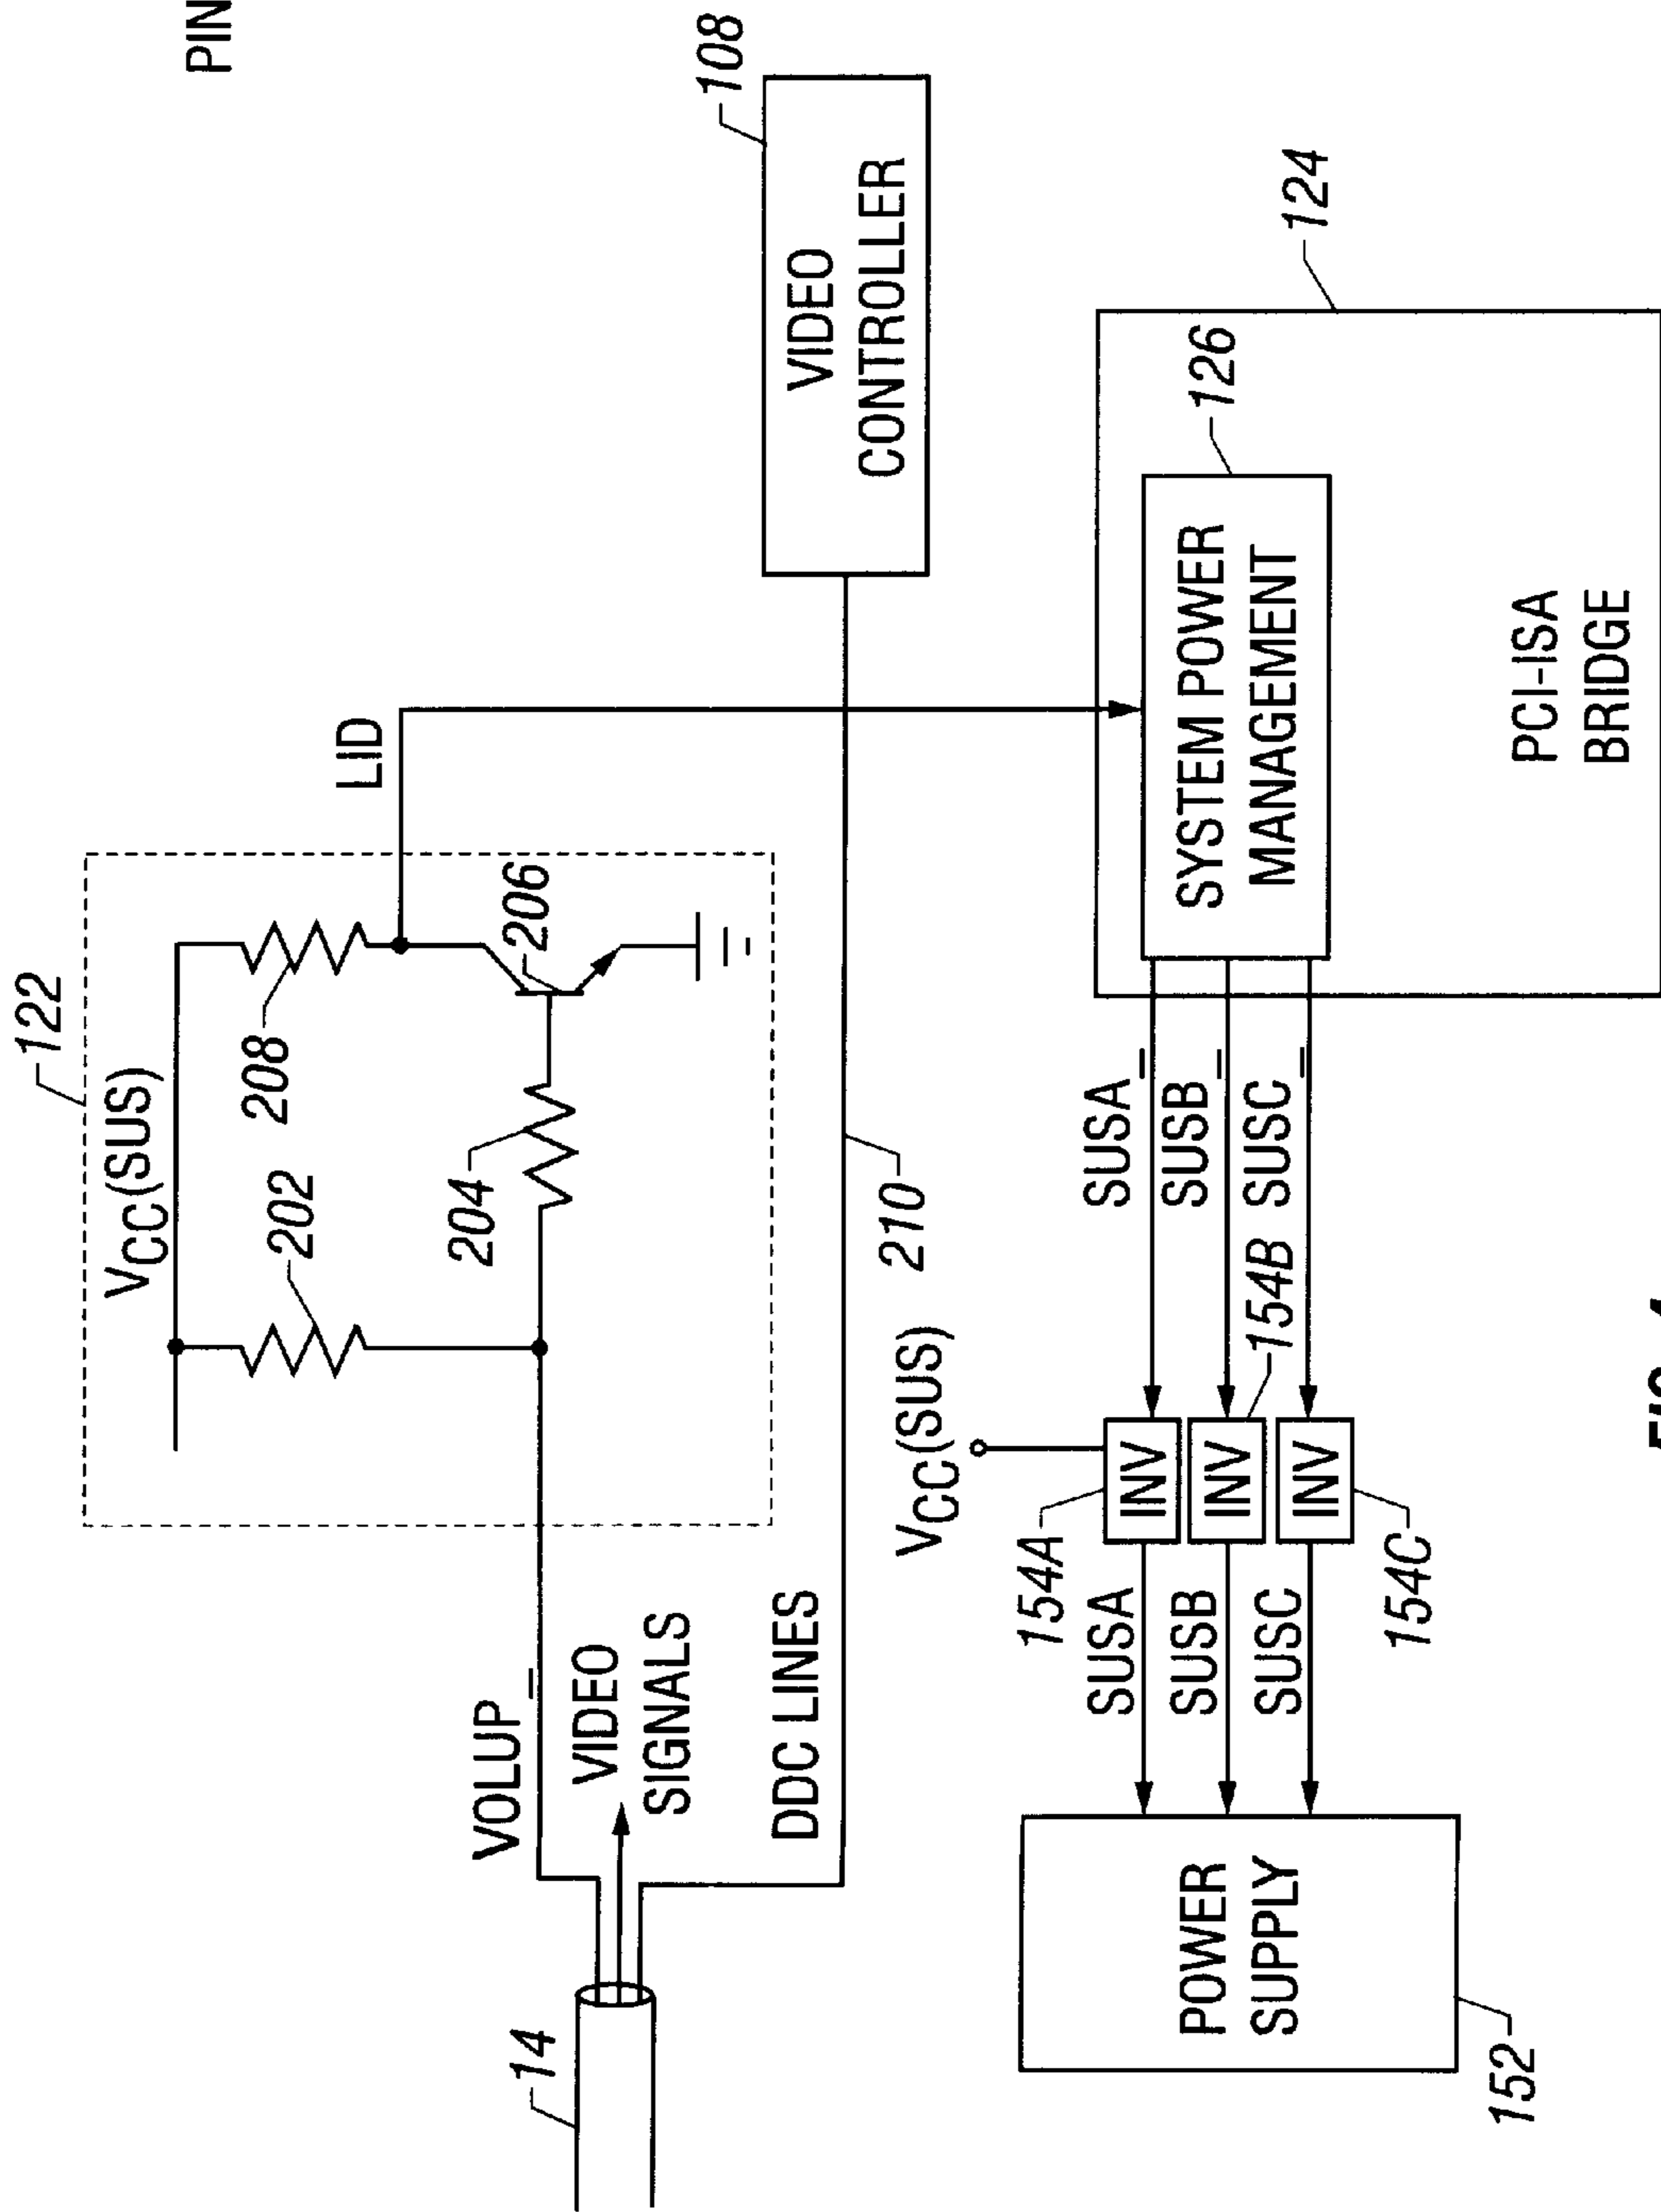 PIN
122
V_CC(SUS)
202
208
LID
204
206
VOLUP_
VIDEO
SIGNALS
14
DDC LINES
210
108
VIDEO
CONTROLLER
V_CC(SUS)
124
126
SYSTEM POWER
MANAGEMENT
PCI-ISA
BRIDGE
SUSA_
SUSB_
SUSC_
154A
154B
154C
INV
INV
INV
SUSA
SUSB
SUSC
POWER
SUPPLY
152